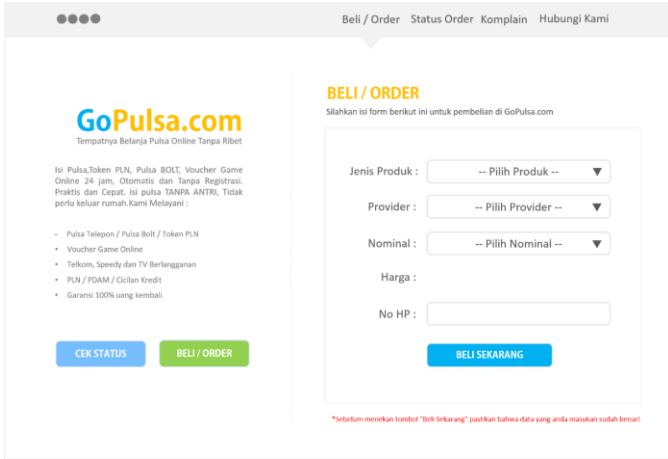 Beli / Order Status Order Komplain Hubungi Kami
GoPulsa.com
Tempatnya Belanja Pulsa Online Tanpa Ribet
Isi Pulsa,Token PLN, Pulsa BOLT, Voucher Game
Online 24 jam, Otomatis dan Tanpa Registrasi.
Praktis dan Cepat. isi pulsa TANPA ANTRI, Tidak
perlu keluar rumah.Kami Melayani :
- Pulsa Telepon / Pulsa Bolt / Token PLN
• Voucher Game Online
• Telkom, Speedy dan TV Berlangganan
• PLN / PDAM / Cicilan Kredit
• Garansi 100% uang kembali
CEK STATUS BELI / ORDER
BELI / ORDER
Silahkan isi form berikut ini untuk pembelian di GoPulsa.com
Jenis Produk : -- Pilih Produk -- ▼
Provider : -- Pilih Provider -- ▼
Nominal : -- Pilih Nominal -- ▼
Harga :
No HP :
BELI SEKARANG
*Sebelum menekan tombol "Beli Sekarang" pastikan bahwa data yang anda masukan sudah benar!